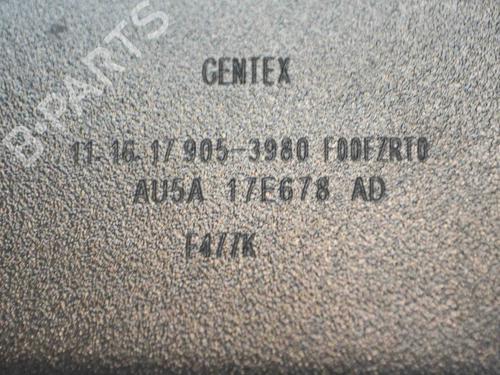 B-PARTS
GENTEX
11.16.17 905-3980 F00FZRT0
AU5A 17E678 AD
F477K